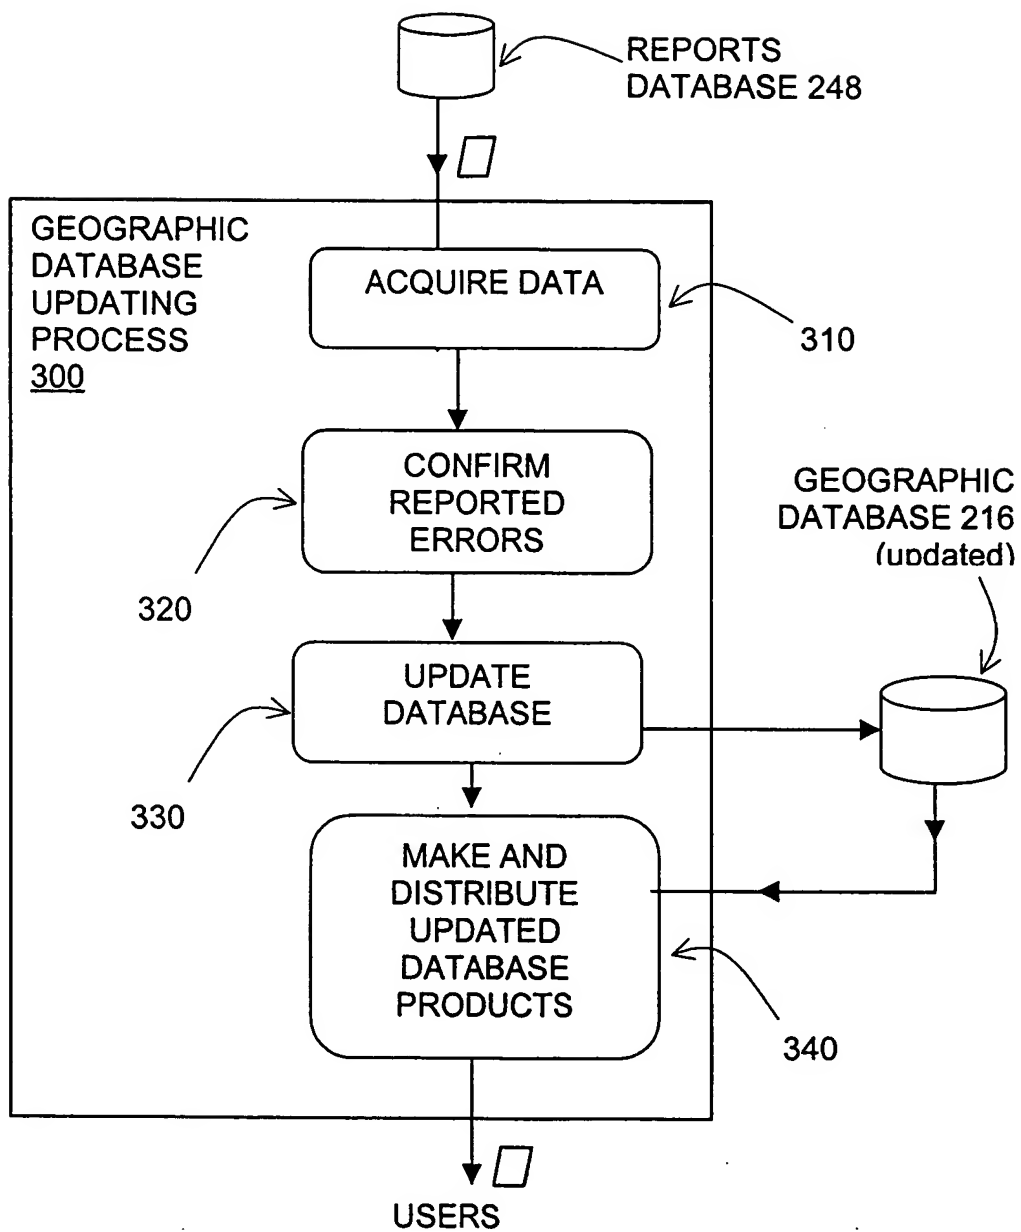 REPORTS
DATABASE 248
GEOGRAPHIC
DATABASE
UPDATING
PROCESS
300
ACQUIRE DATA
310
CONFIRM
REPORTED
ERRORS
320
GEOGRAPHIC
DATABASE 216
(updated)
UPDATE
DATABASE
330
MAKE AND
DISTRIBUTE
UPDATED
DATABASE
PRODUCTS
340
USERS